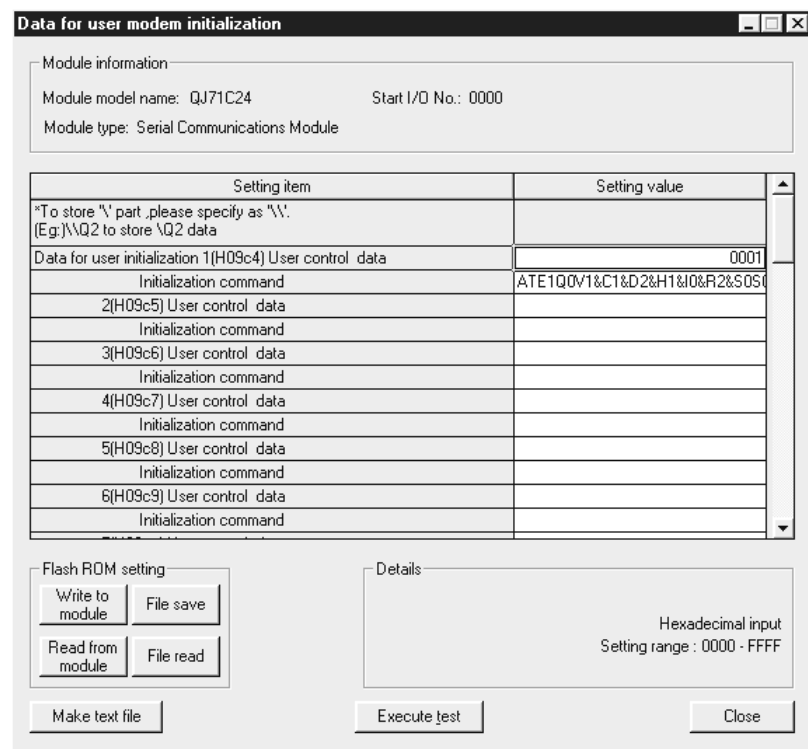 Data for user modem initialization
Module information
Module model name: QJ71C24 Start I/O No.: 0000
Module type: Serial Communications Module
Setting item Setting value
*To store '\' part ,please specify as '\\'.
(Eg:)\\Q2 to store \Q2 data
Data for user initialization 1(H09c4) User control data 0001
Initialization command ATE1Q0V1&C1&D2&H1&I0&R2&S0S0
2(H09c5) User control data
Initialization command
3(H09c6) User control data
Initialization command
4(H09c7) User control data
Initialization command
5(H09c8) User control data
Initialization command
6(H09c9) User control data
Initialization command
Flash ROM setting
Write to
module
File save
Read from
module
File read
Details
Hexadecimal input
Setting range : 0000 - FFFF
Make text file
Execute test
Close